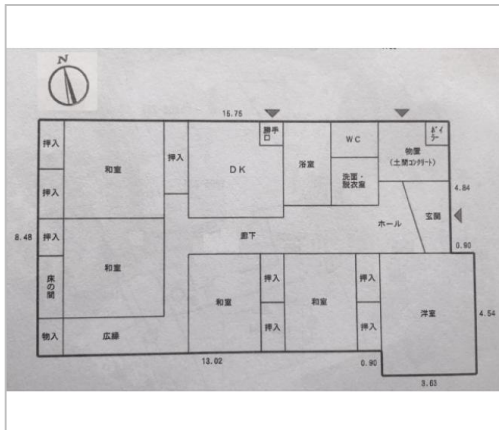 N
15.75
勝手
口
ボイ
ラー
押入
和室
押入
DK
浴室
WC
物置
(土間コンクリート)
押入
洗面・
脱衣室
4.84
玄関
ホール
8.48
押入
廊下
0.90
和室
床の間
押入
押入
和室
和室
洋室
4.54
物入
広縁
押入
押入
13.02
0.90
3.63